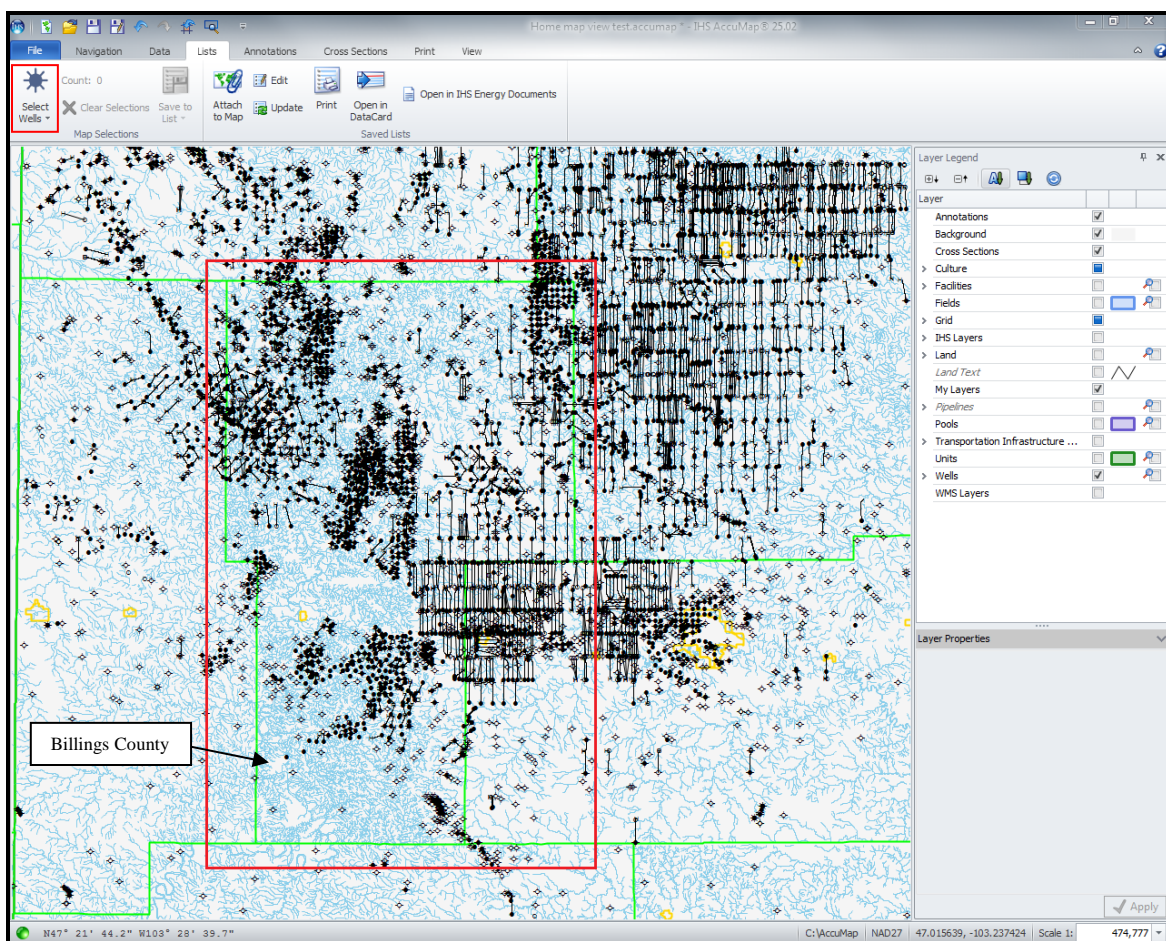 Home map view test.accumap * - IHS AccuMap® 25.02
File Navigation Data Lists Annotations Cross Sections Print View
Select Wells
Count: 0
Clear Selections
Save to List
Map Selections
Attach to Map
Edit
Update
Print
Open in DataCard
Open in IHS Energy Documents
Saved Lists
Layer Legend
Layer
Annotations
Background
Cross Sections
Culture
Facilities
Fields
Grid
IHS Layers
Land
Land Text
My Layers
Pipelines
Pools
Transportation Infrastructure ...
Units
Wells
WMS Layers
Layer Properties
Billings County
Apply
N47° 21' 44.2" W103° 28' 39.7"
C:\AccuMap NAD27 47.015639, -103.237424 Scale 1: 474,777